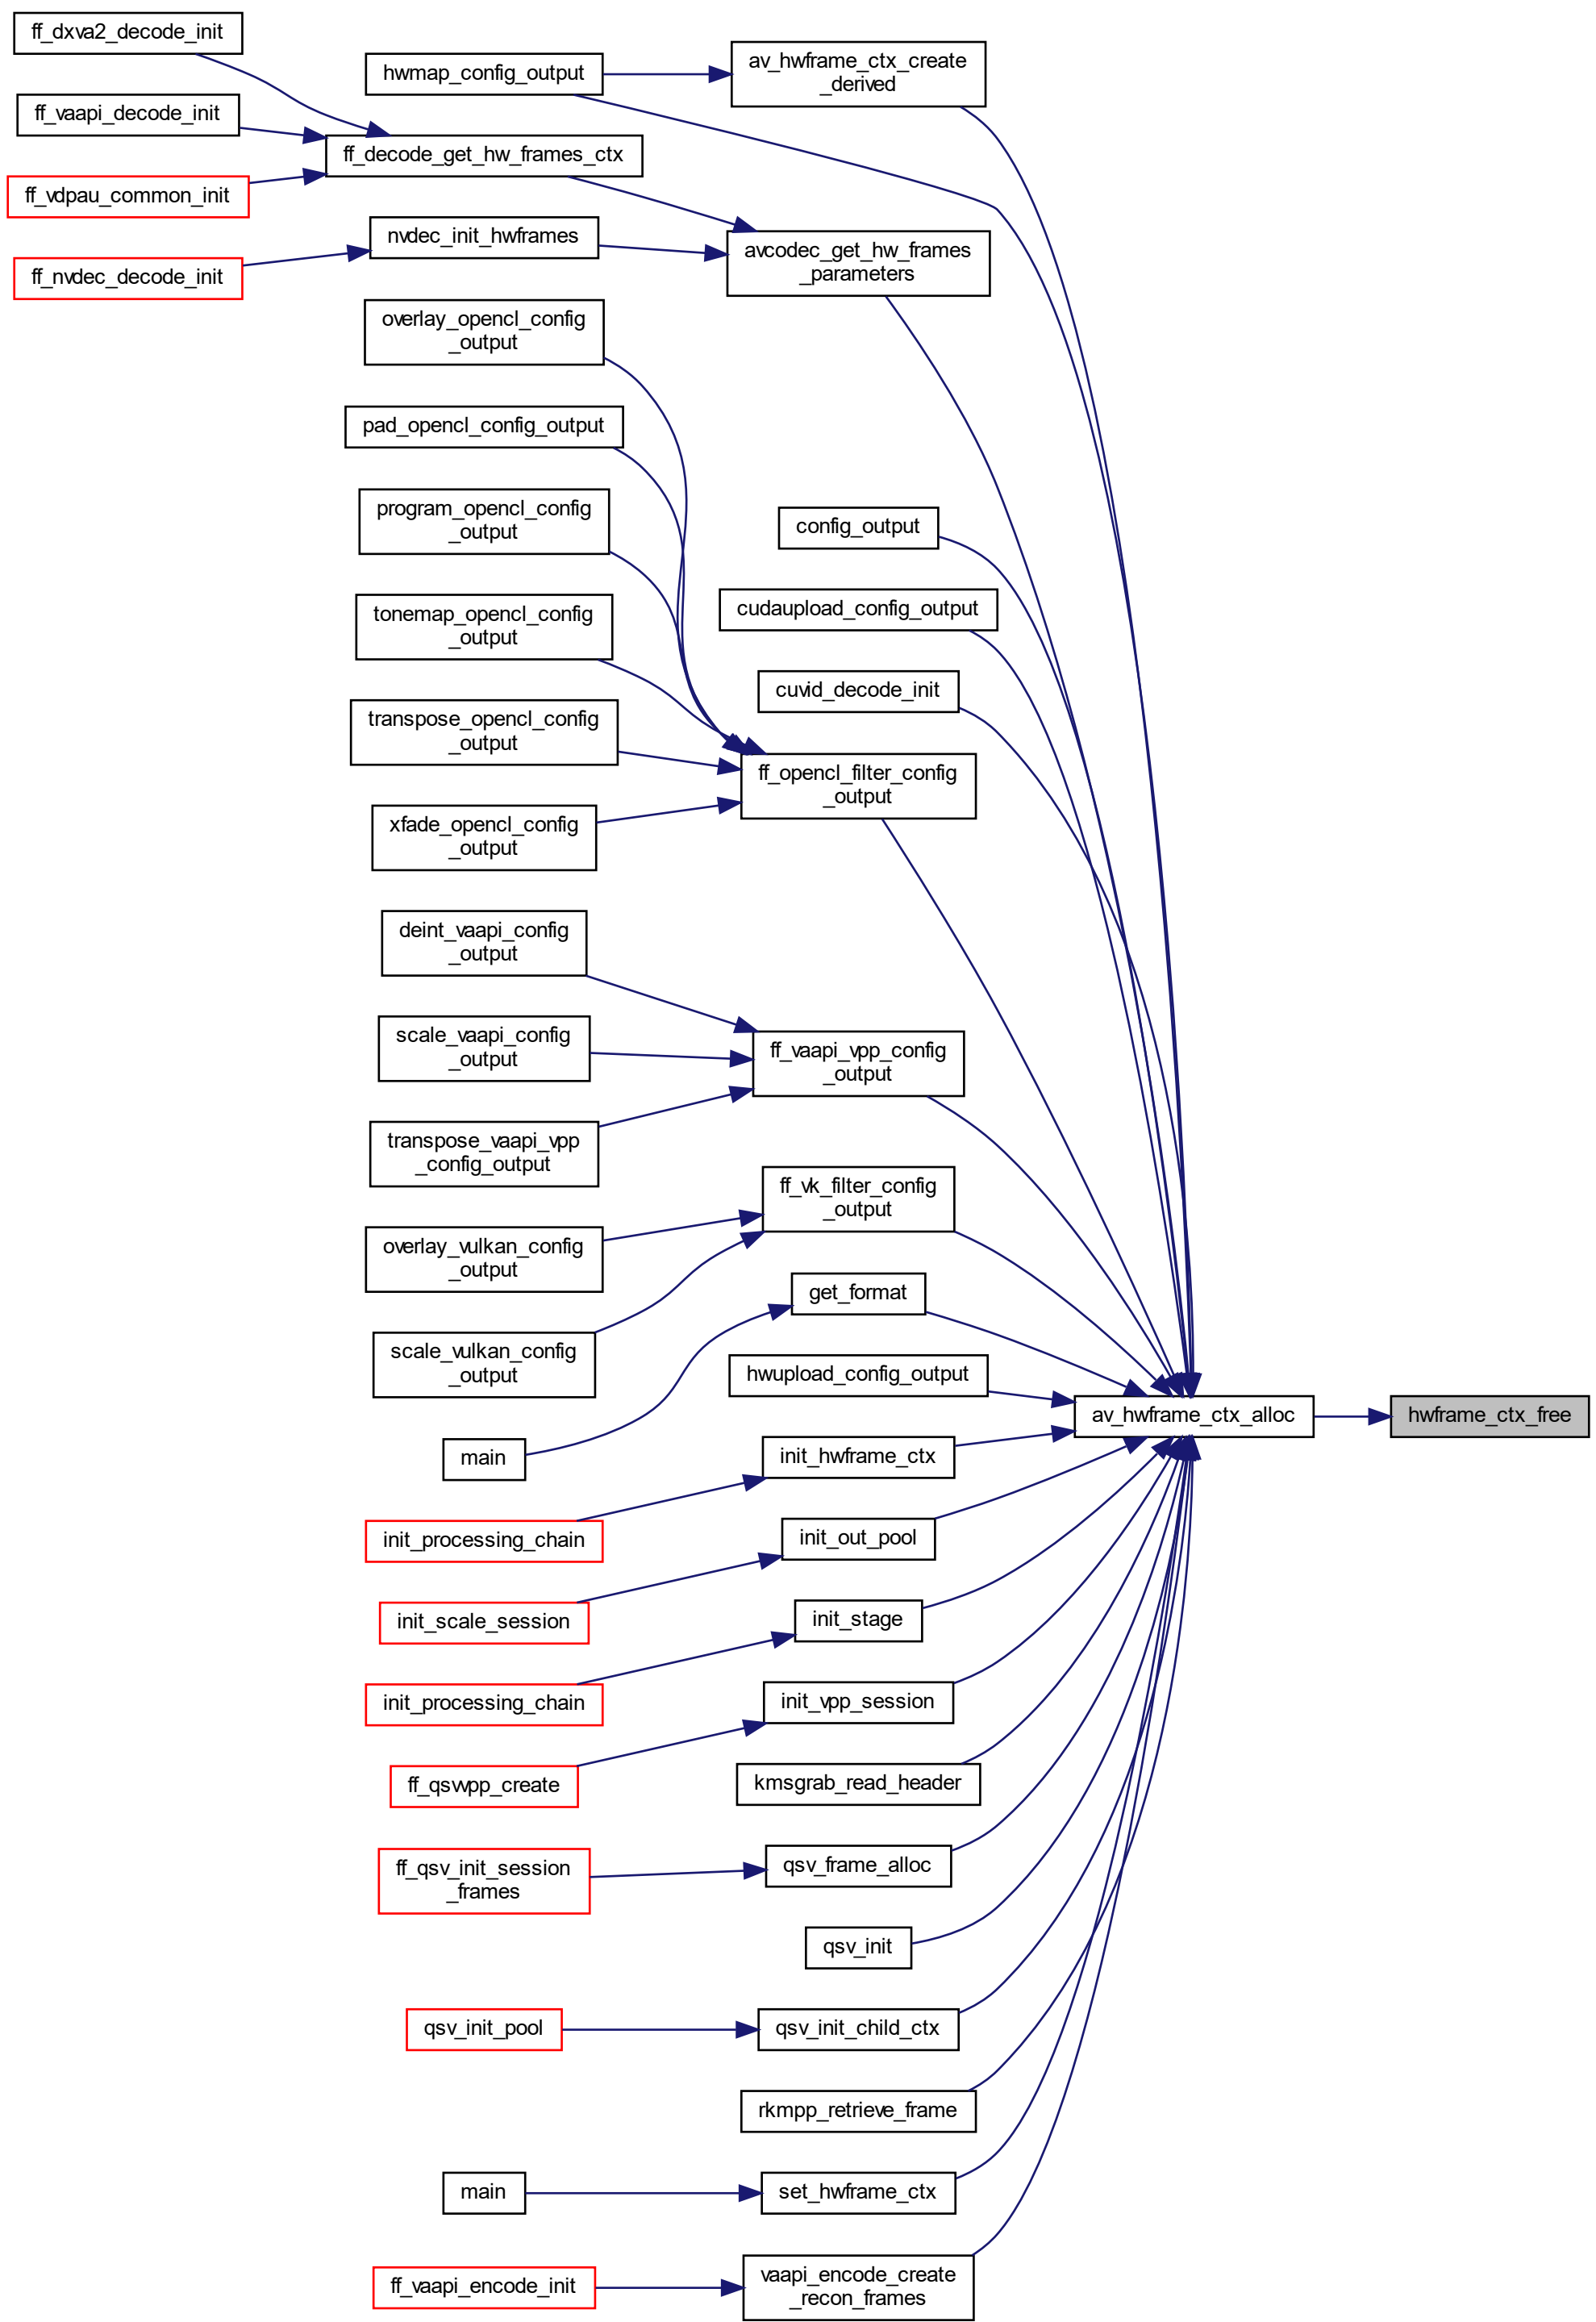 ff_dxva2_decode_init
ff_vaapi_decode_init
ff_vdpau_common_init
ff_nvdec_decode_init
hwmap_config_output
ff_decode_get_hw_frames_ctx
nvdec_init_hwframes
overlay_opencl_config
_output
pad_opencl_config_output
program_opencl_config
_output
tonemap_opencl_config
_output
transpose_opencl_config
_output
xfade_opencl_config
_output
deint_vaapi_config
_output
scale_vaapi_config
_output
transpose_vaapi_vpp
_config_output
overlay_vulkan_config
_output
scale_vulkan_config
_output
main
init_processing_chain
init_scale_session
init_processing_chain
ff_qsvvpp_create
ff_qsv_init_session
_frames
qsv_init_pool
main
ff_vaapi_encode_init
av_hwframe_ctx_create
_derived
avcodec_get_hw_frames
_parameters
config_output
cudaupload_config_output
cuvid_decode_init
ff_opencl_filter_config
_output
ff_vaapi_vpp_config
_output
ff_vk_filter_config
_output
get_format
hwupload_config_output
init_hwframe_ctx
init_out_pool
init_stage
init_vpp_session
kmsgrab_read_header
qsv_frame_alloc
qsv_init
qsv_init_child_ctx
rkmpp_retrieve_frame
set_hwframe_ctx
vaapi_encode_create
_recon_frames
av_hwframe_ctx_alloc
hwframe_ctx_free